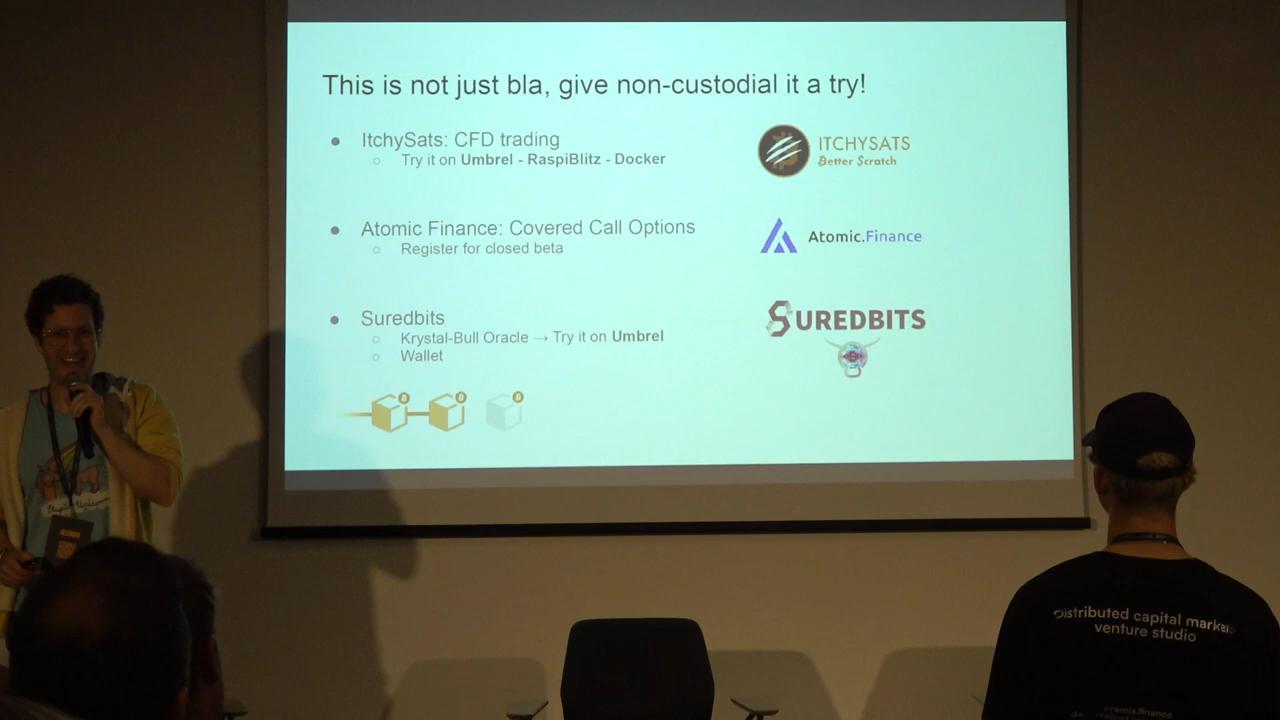 This is not just bla, give non-custodial it a try!
ItchySats: CFD trading
Try it on Umbrel - RaspiBlitz - Docker
ITCHYSATS
Better Scratch
Atomic Finance: Covered Call Options
Register for closed beta
Atomic.Finance
Suredbits
Krystal-Bull Oracle → Try it on Umbrel
Wallet
SUREDBITS
Distributed capital markets
venture studio
premia.finance